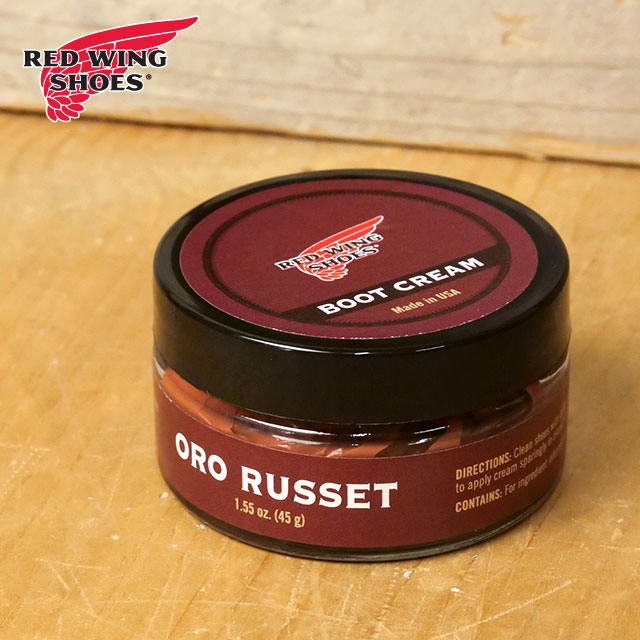 RED WING
SHOES®
RED WING
SHOES®
BOOT CREAM
Made in USA
ORO RUSSET
1.55 oz. (45 g)
DIRECTIONS: Clean shoes
to apply cream sparingly
CONTAINS: For ingredient